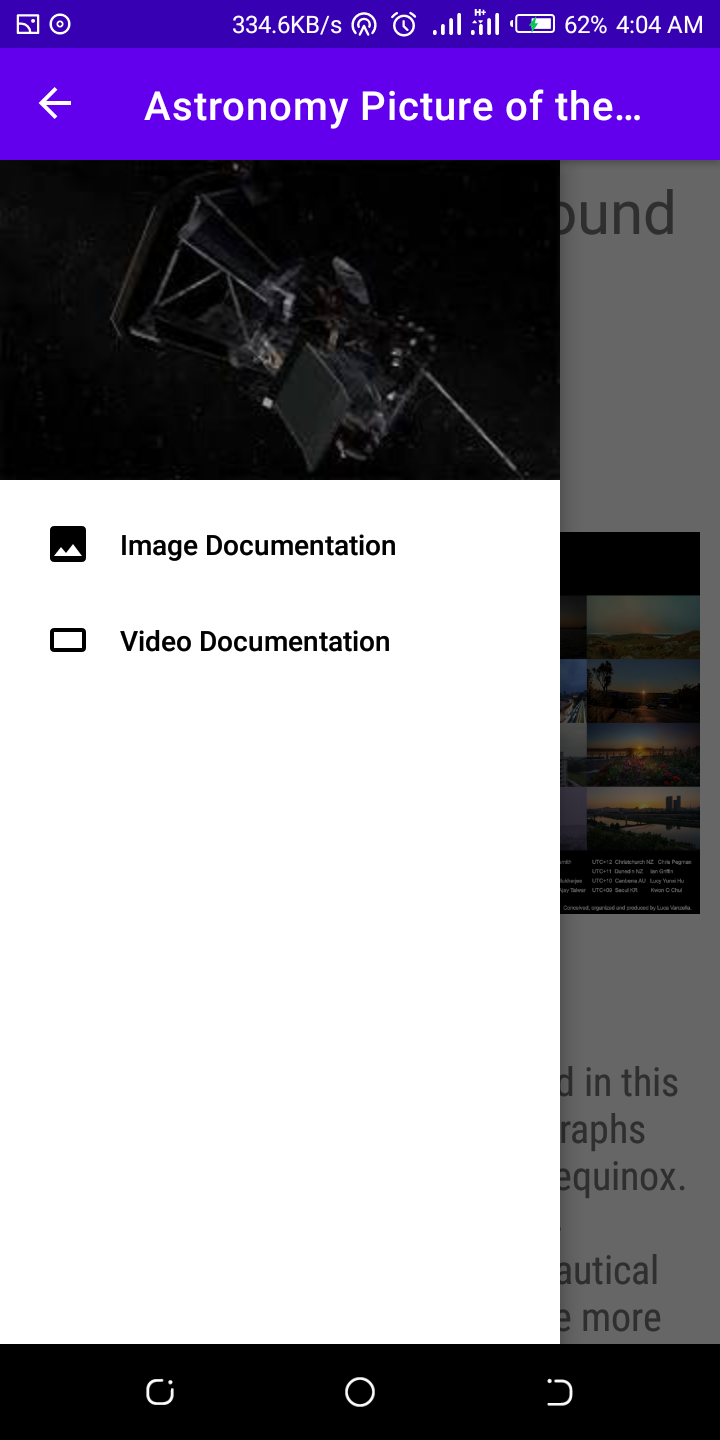 334.6KB/s H+ 62% 4:04 AM
Astronomy Picture of the…
ound
Image Documentation
Video Documentation
UTC+12 Christchurch NZ Chris Pegman
UTC+11 Dunedin NZ Ian Griffin
UTC+10 Canberra AU Lucy Yunxi Hu
UTC+09 Seoul KR Kwon O Chul
Conceived, organized and produced by Luca Vanzella.
d in this
raphs
equinox.
autical
e more